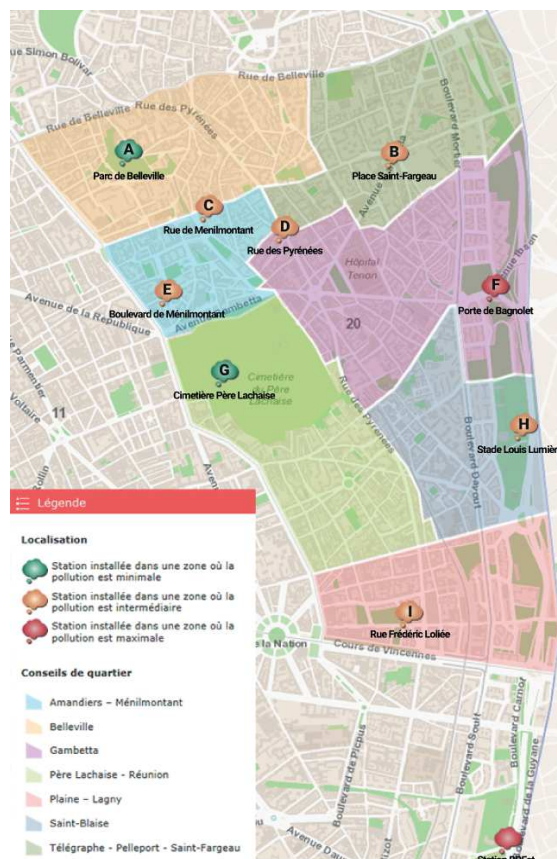 ue Simon Bolivar
Rue de Belleville
Rue de Belleville
Rue des Pyrénées
Boulevard Mortier
A
Parc de Belleville
B
Place Saint-Fargeau
Avenue
C
Rue de Menilmontant
D
Rue des Pyrénées
Hôpital
Tenon
E
Boulevard de Ménilmontant
F
Porte de Bagnolet
Avenue de la République
Avenue Gambetta
20
Parmentier
Voltaire
11
G
Cimetière Père Lachaise
Cimetière
du Père
Lachaise
Rue des Pyrénées
H
Stade Louis Lumièr
Boulevard Davout
Rollin
Légende
Localisation
Station installée dans une zone où la
pollution est minimale
Station installée dans une zone où la
pollution est intermédiaire
Station installée dans une zone où la
pollution est maximale
Conseils de quartier
Amandiers – Ménilmontant
Belleville
Gambetta
Père Lachaise - Réunion
Plaine – Lagny
Saint-Blaise
Télégraphe - Pelleport - Saint-Fargeau
I
Rue Frédéric Loliée
s la Nation
Cours de Vincennes
Boulevard de Picpus
Boulevard Soult
Boulevard Carnot
Boulevard de la Guyane